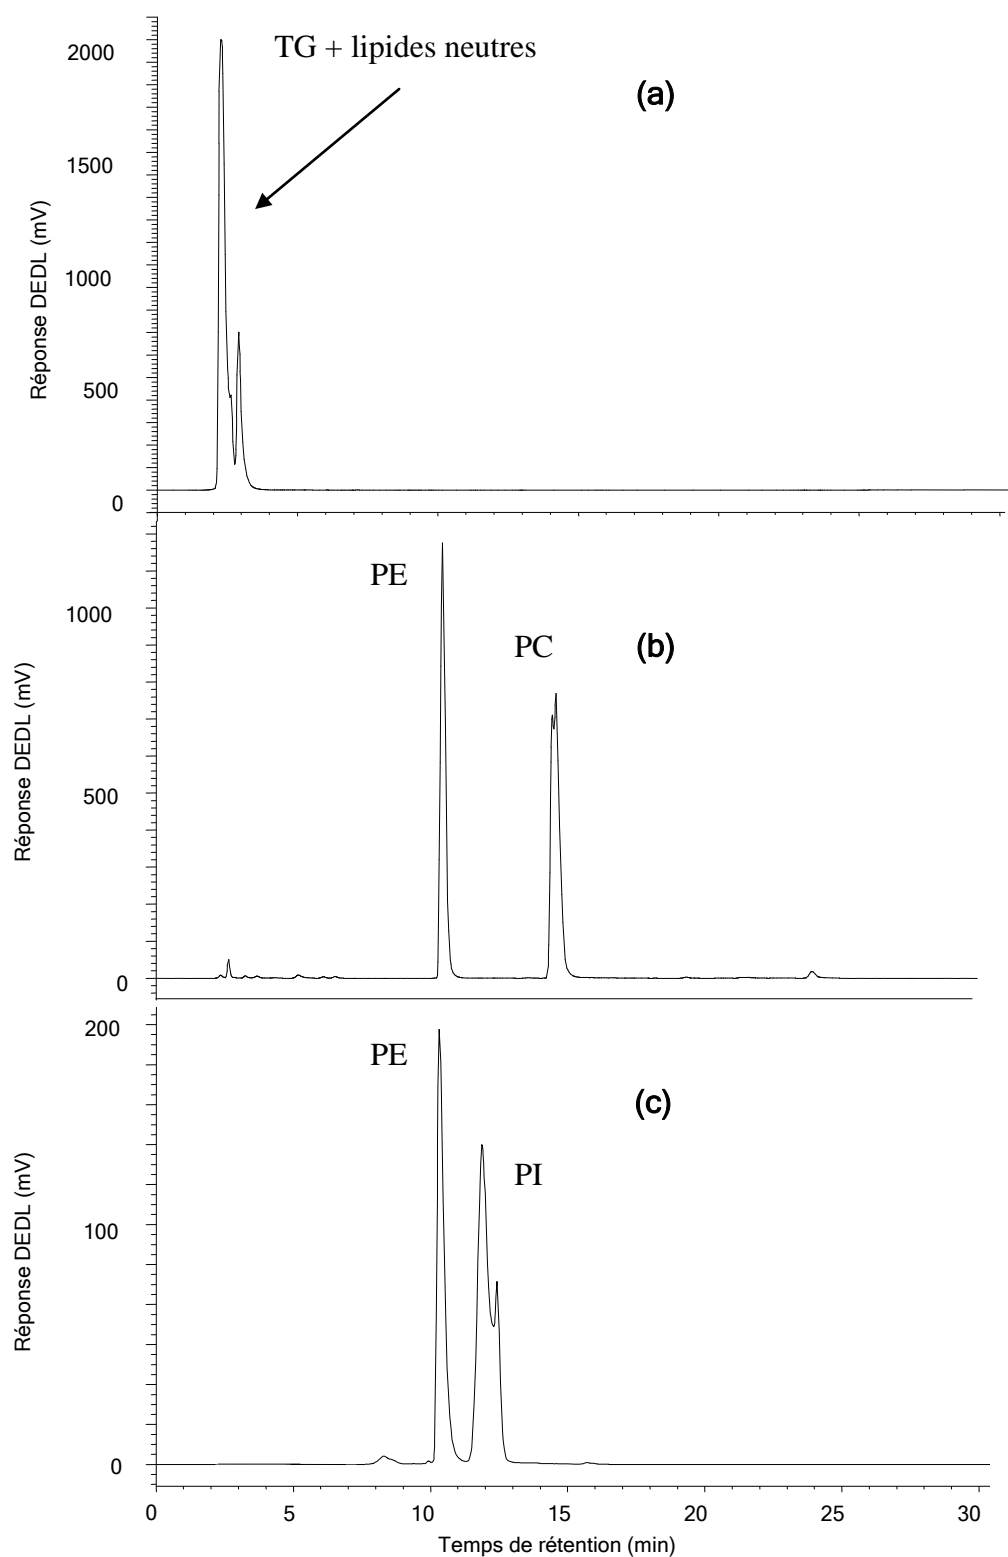 TG + lipides neutres
(a)
2000
1500
1000
500
0
Réponse DEDL (mV)
PE
PC
(b)
1000
500
0
Réponse DEDL (mV)
PE
PI
(c)
200
100
0
Réponse DEDL (mV)
0 5 10 15 20 25 30
Temps de rétention (min)